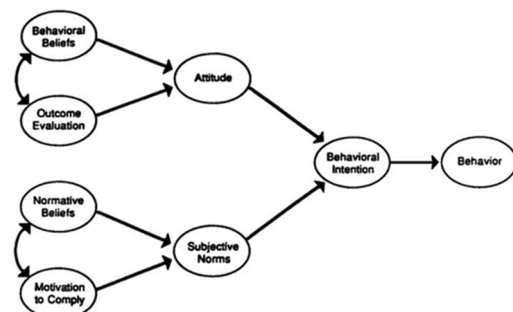 Behavioral
Beliefs
Outcome
Evaluation
Attitude
Normative
Beliefs
Motivation
to Comply
Subjective
Norms
Behavioral
Intention
Behavior